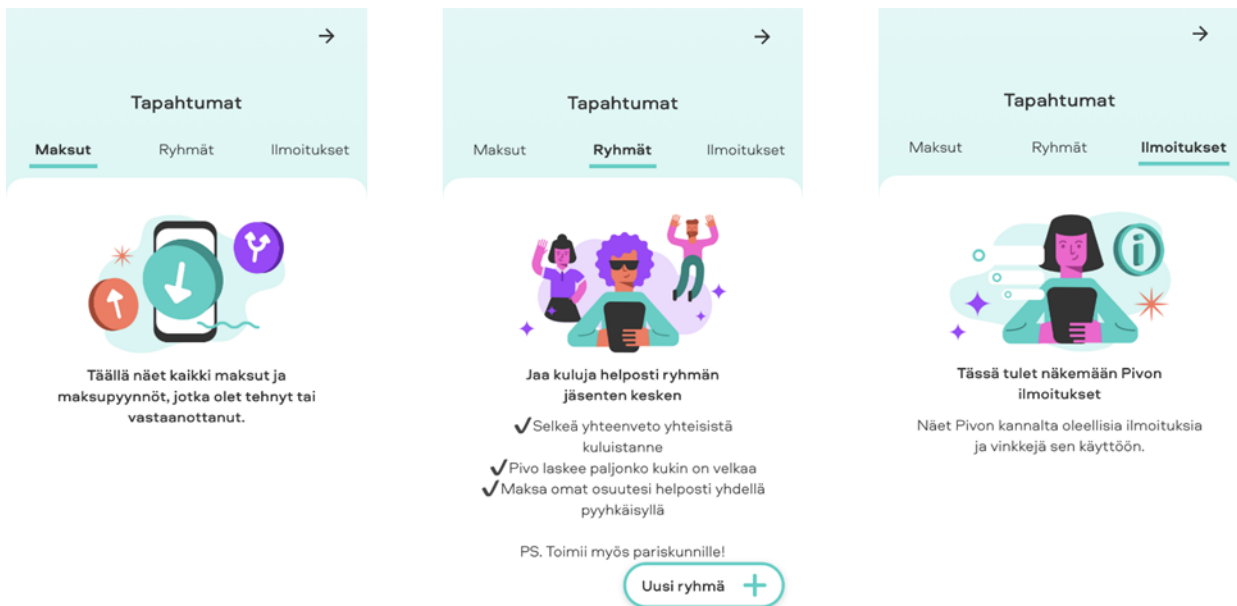 Tapahtumat
Maksut Ryhmät Ilmoitukset
Täällä näet kaikki maksut ja
maksupyynnöt, jotka olet tehnyt tai
vastaanottanut.
Tapahtumat
Maksut Ryhmät Ilmoitukset
Jaa kuluja helposti ryhmän
jäsenten kesken
✓Selkeä yhteenveto yhteisistä
kuluistanne
✓Pivo laskee paljonko kukin on velkaa
✓Maksa omat osuutesi helposti yhdellä
pyyhkäisyllä
PS. Toimii myös pariskunnille!
Uusi ryhmä +
Tapahtumat
Maksut Ryhmät Ilmoitukset
Tässä tulet näkemään Pivon
ilmoitukset
Näet Pivon kannalta oleellisia ilmoituksia
ja vinkkejä sen käyttöön.